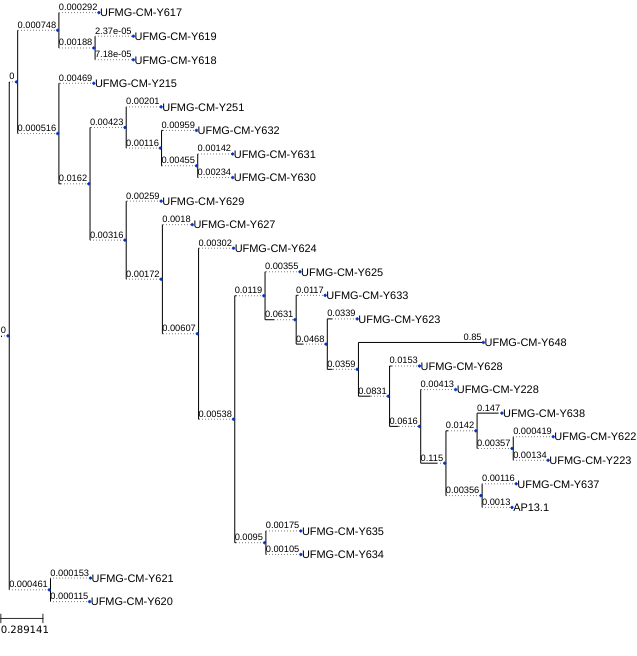 0.000292 UFMG-CM-Y617
0.000748
2.37e-05 UFMG-CM-Y619
0.00188
7.18e-05 UFMG-CM-Y618
0
0.00469 UFMG-CM-Y215
0.00201 UFMG-CM-Y251
0.00423
0.000516
0.00959 UFMG-CM-Y632
0.00116
0.00142 UFMG-CM-Y631
0.00455
0.00234 UFMG-CM-Y630
0.0162
0.00259 UFMG-CM-Y629
0.0018 UFMG-CM-Y627
0.00316
0.00302 UFMG-CM-Y624
0.00355 UFMG-CM-Y625
0.00172
0.0119
0.0117 UFMG-CM-Y633
0.0631
0.0339 UFMG-CM-Y623
0.00607
0
0.0468
0.85 UFMG-CM-Y648
0.0359
0.0153 UFMG-CM-Y628
0.00413 UFMG-CM-Y228
0.0831
0.147 UFMG-CM-Y638
0.00538
0.0616
0.0142
0.000419 UFMG-CM-Y622
0.00357
0.00134 UFMG-CM-Y223
0.115
0.00116 UFMG-CM-Y637
0.00356
0.0013 AP13.1
0.00175 UFMG-CM-Y635
0.0095
0.00105 UFMG-CM-Y634
0.000153 UFMG-CM-Y621
0.000461
0.000115 UFMG-CM-Y620
0.289141